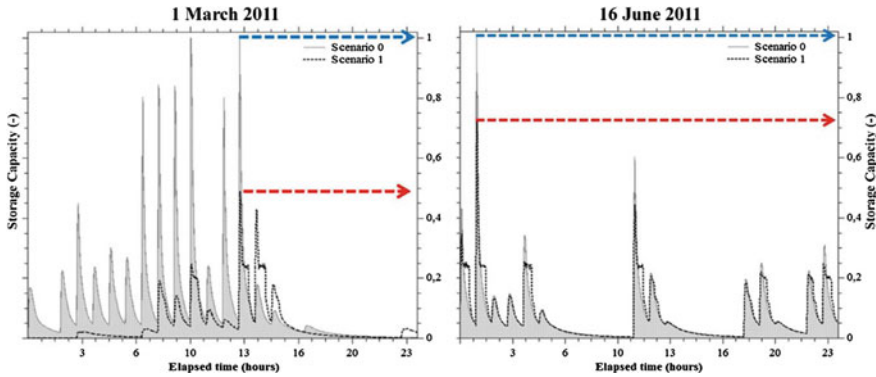 1 March 2011
16 June 2011
Storage Capacity (-)
Scenario 0
Scenario 1
1
0,8
0,6
0,4
0,2
0
3
6
10
13
16
20
23
Elapsed time (hours)
Scenario 0
Scenario 1
1
0,8
0,6
0,4
0,2
0
Storage Capacity (-)
3
6
10
13
16
20
23
Elapsed time (hours)